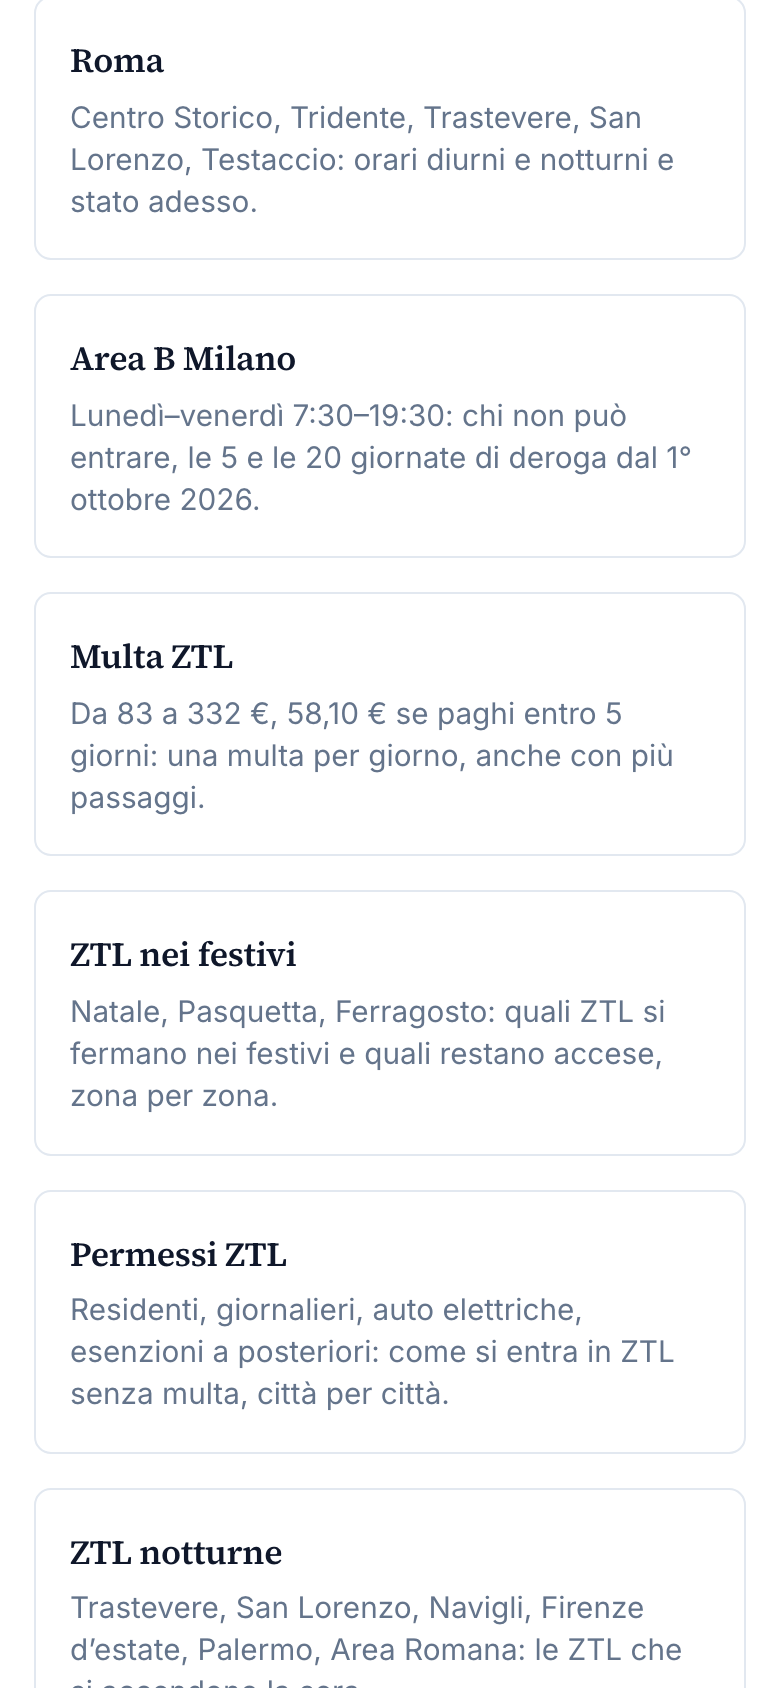 Roma
Centro Storico, Tridente, Trastevere, San
Lorenzo, Testaccio: orari diurni e notturni e
stato adesso.
Area B Milano
Lunedì–venerdì 7:30–19:30: chi non può
entrare, le 5 e le 20 giornate di deroga dal 1°
ottobre 2026.
Multa ZTL
Da 83 a 332 €, 58,10 € se paghi entro 5
giorni: una multa per giorno, anche con più
passaggi.
ZTL nei festivi
Natale, Pasquetta, Ferragosto: quali ZTL si
fermano nei festivi e quali restano accese,
zona per zona.
Permessi ZTL
Residenti, giornalieri, auto elettriche,
esenzioni a posteriori: come si entra in ZTL
senza multa, città per città.
ZTL notturne
Trastevere, San Lorenzo, Navigli, Firenze
d’estate, Palermo, Area Romana: le ZTL che